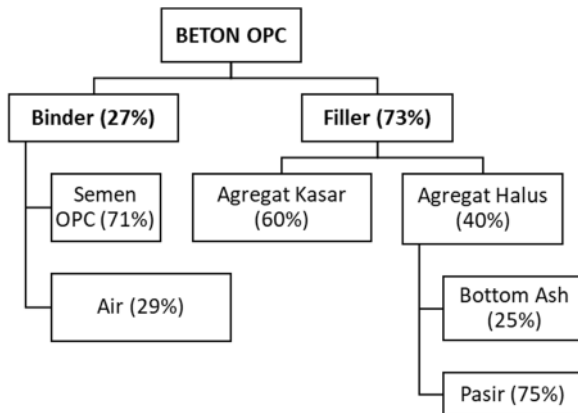 BETON OPC
Binder (27%)
Filler (73%)
Semen
OPC (71%)
Agregat Kasar
(60%)
Agregat Halus
(40%)
Air (29%)
Bottom Ash
(25%)
Pasir (75%)